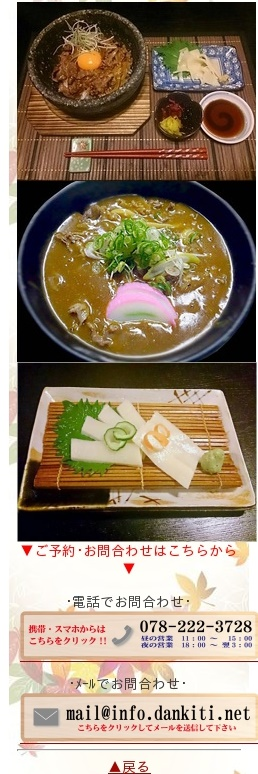 ▼ご予約･お問合わせはこちらから
▼
･電話でお問合わせ･
携帯・スマホからは
こちらをクリック!!
078-222-3728
昼の営業 11：00 ～ 15：00
夜の営業 18：00 ～ 翌3：00
･ﾒｰﾙでお問合わせ･
mail@info.dankiti.net
こちらをクリックしてメールを送信して下さい
▲戻る